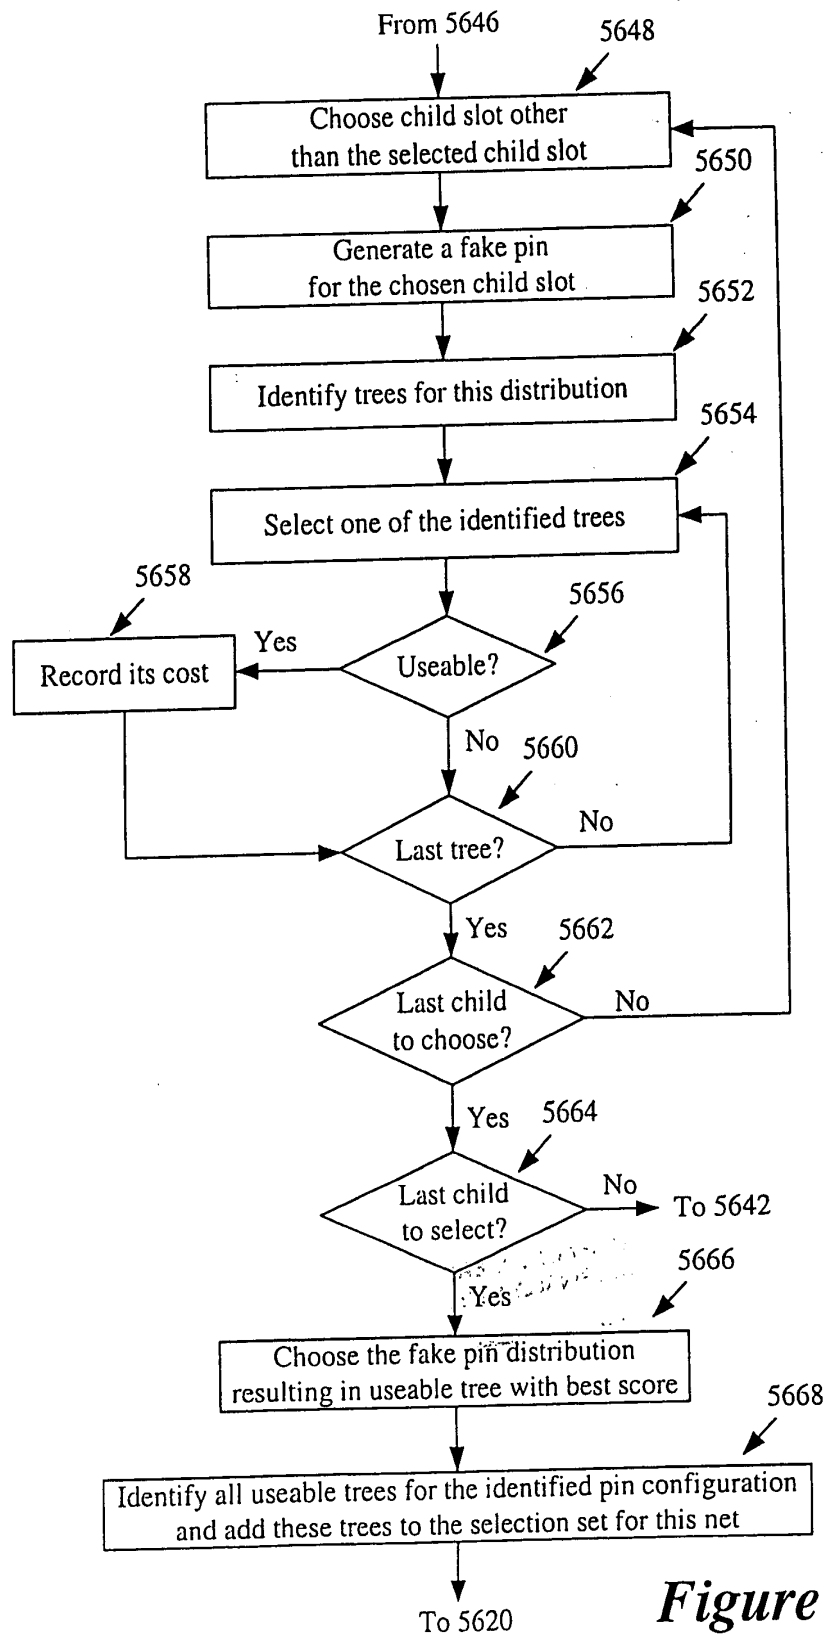 From 5646
5648
Choose child slot other
than the selected child slot
5650
Generate a fake pin
for the chosen child slot
5652
Identify trees for this distribution
5654
Select one of the identified trees
5658
5656
Yes
Record its cost
Useable?
No
5660
Last tree?
No
Yes
5662
Last child
to choose?
No
Yes
5664
Last child
to select?
No
To 5642
5666
Yes
Choose the fake pin distribution
resulting in useable tree with best score
5668
Identify all useable trees for the identified pin configuration
and add these trees to the selection set for this net
To 5620
Figure